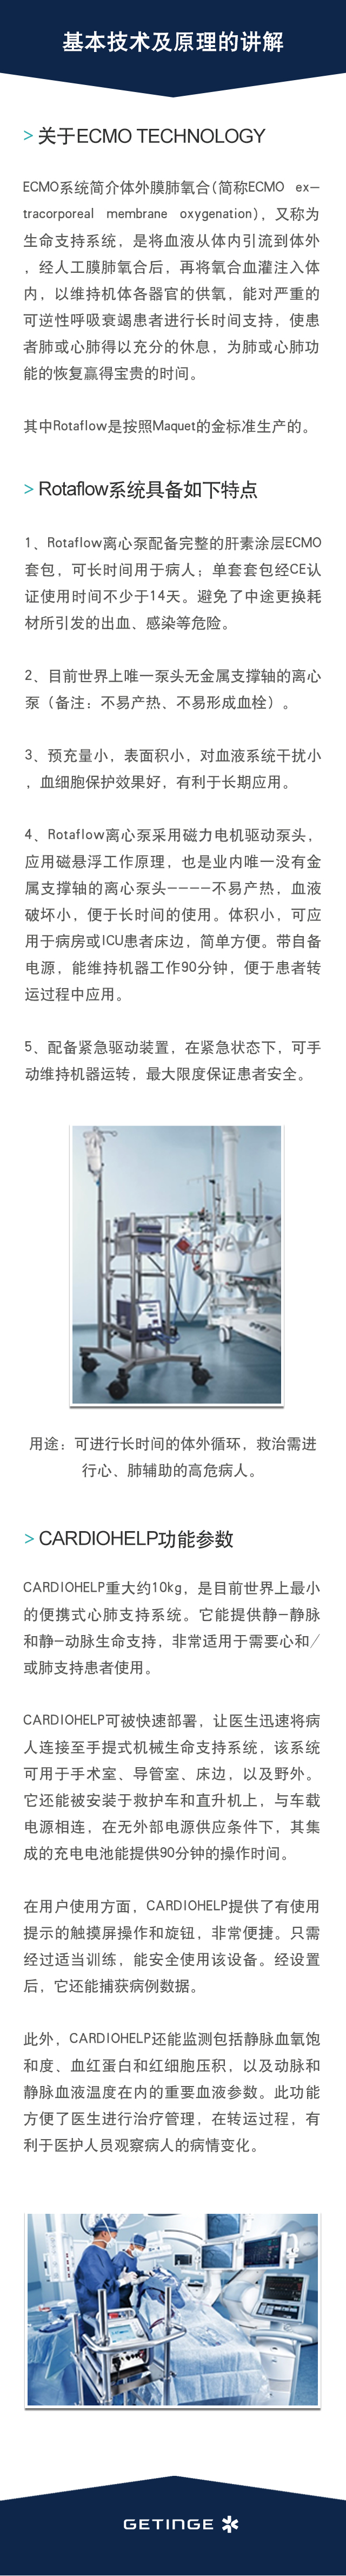 基本技术及原理的讲解
> 关于ECMO TECHNOLOGY
ECMO系统简介体外膜肺氧合(简称ECMO ex-
tracorporeal membrane oxygenation)，又称为
生命支持系统，是将血液从体内引流到体外
，经人工膜肺氧合后，再将氧合血灌注入体
内，以维持机体各器官的供氧，能对严重的
可逆性呼吸衰竭患者进行长时间支持，使患
者肺或心肺得以充分的休息，为肺或心肺功
能的恢复赢得宝贵的时间。
其中Rotaflow是按照Maquet的金标准生产的。
> Rotaflow系统具备如下特点
1、Rotaflow离心泵配备完整的肝素涂层ECMO
套包，可长时间用于病人；单套套包经CE认
证使用时间不少于14天。避免了中途更换耗
材所引发的出血、感染等危险。
2、目前世界上唯一泵头无金属支撑轴的离心
泵（备注：不易产热、不易形成血栓）。
3、预充量小，表面积小，对血液系统干扰小
，血细胞保护效果好，有利于长期应用。
4、Rotaflow离心泵采用磁力电机驱动泵头，
应用磁悬浮工作原理，也是业内唯一没有金
属支撑轴的离心泵头----不易产热，血液
破坏小，便于长时间的使用。体积小，可应
用于病房或ICU患者床边，简单方便。带自备
电源，能维持机器工作90分钟，便于患者转
运过程中应用。
5、配备紧急驱动装置，在紧急状态下，可手
动维持机器运转，最大限度保证患者安全。
用途：可进行长时间的体外循环，救治需进
行心、肺辅助的高危病人。
> CARDIOHELP功能参数
CARDIOHELP重大约10kg，是目前世界上最小
的便携式心肺支持系统。它能提供静-静脉
和静-动脉生命支持，非常适用于需要心和/
或肺支持患者使用。
CARDIOHELP可被快速部署，让医生迅速将病
人连接至手提式机械生命支持系统，该系统
可用于手术室、导管室、床边，以及野外。
它还能被安装于救护车和直升机上，与车载
电源相连，在无外部电源供应条件下，其集
成的充电电池能提供90分钟的操作时间。
在用户使用方面，CARDIOHELP提供了有使用
提示的触摸屏操作和旋钮，非常便捷。只需
经过适当训练，能安全使用该设备。经设置
后，它还能捕获病例数据。
此外，CARDIOHELP还能监测包括静脉血氧饱
和度、血红蛋白和红细胞压积，以及动脉和
静脉血液温度在内的重要血液参数。此功能
方便了医生进行治疗管理，在转运过程，有
利于医护人员观察病人的病情变化。
GETINGE